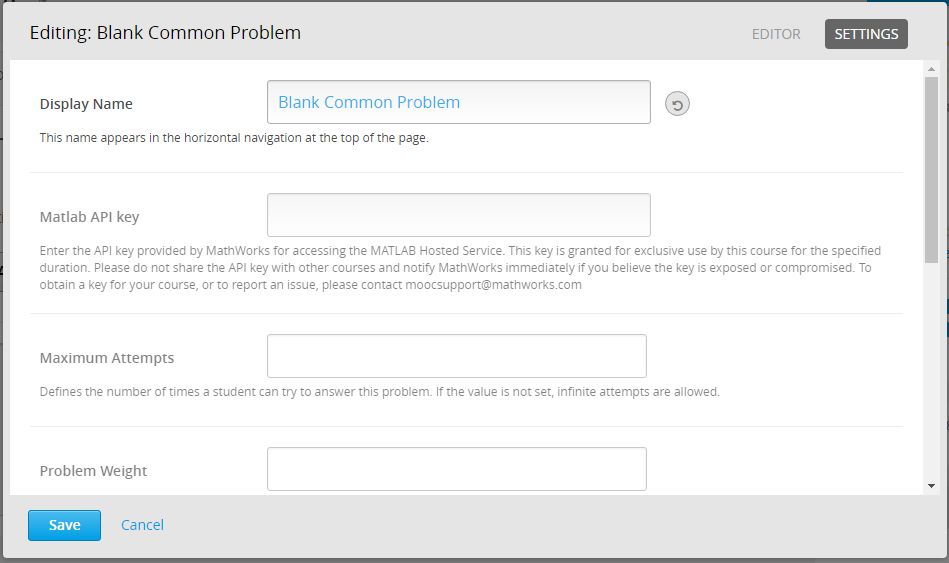 Editing: Blank Common Problem
EDITOR
SETTINGS
Display Name
Blank Common Problem
This name appears in the horizontal navigation at the top of the page.
Matlab API key
Enter the API key provided by MathWorks for accessing the MATLAB Hosted Service. This key is granted for exclusive use by this course for the specified
duration. Please do not share the API key with other courses and notify MathWorks immediately if you believe the key is exposed or compromised. To
obtain a key for your course, or to report an issue, please contact moocsupport@mathworks.com
Maximum Attempts
Defines the number of times a student can try to answer this problem. If the value is not set, infinite attempts are allowed.
Problem Weight
Save
Cancel